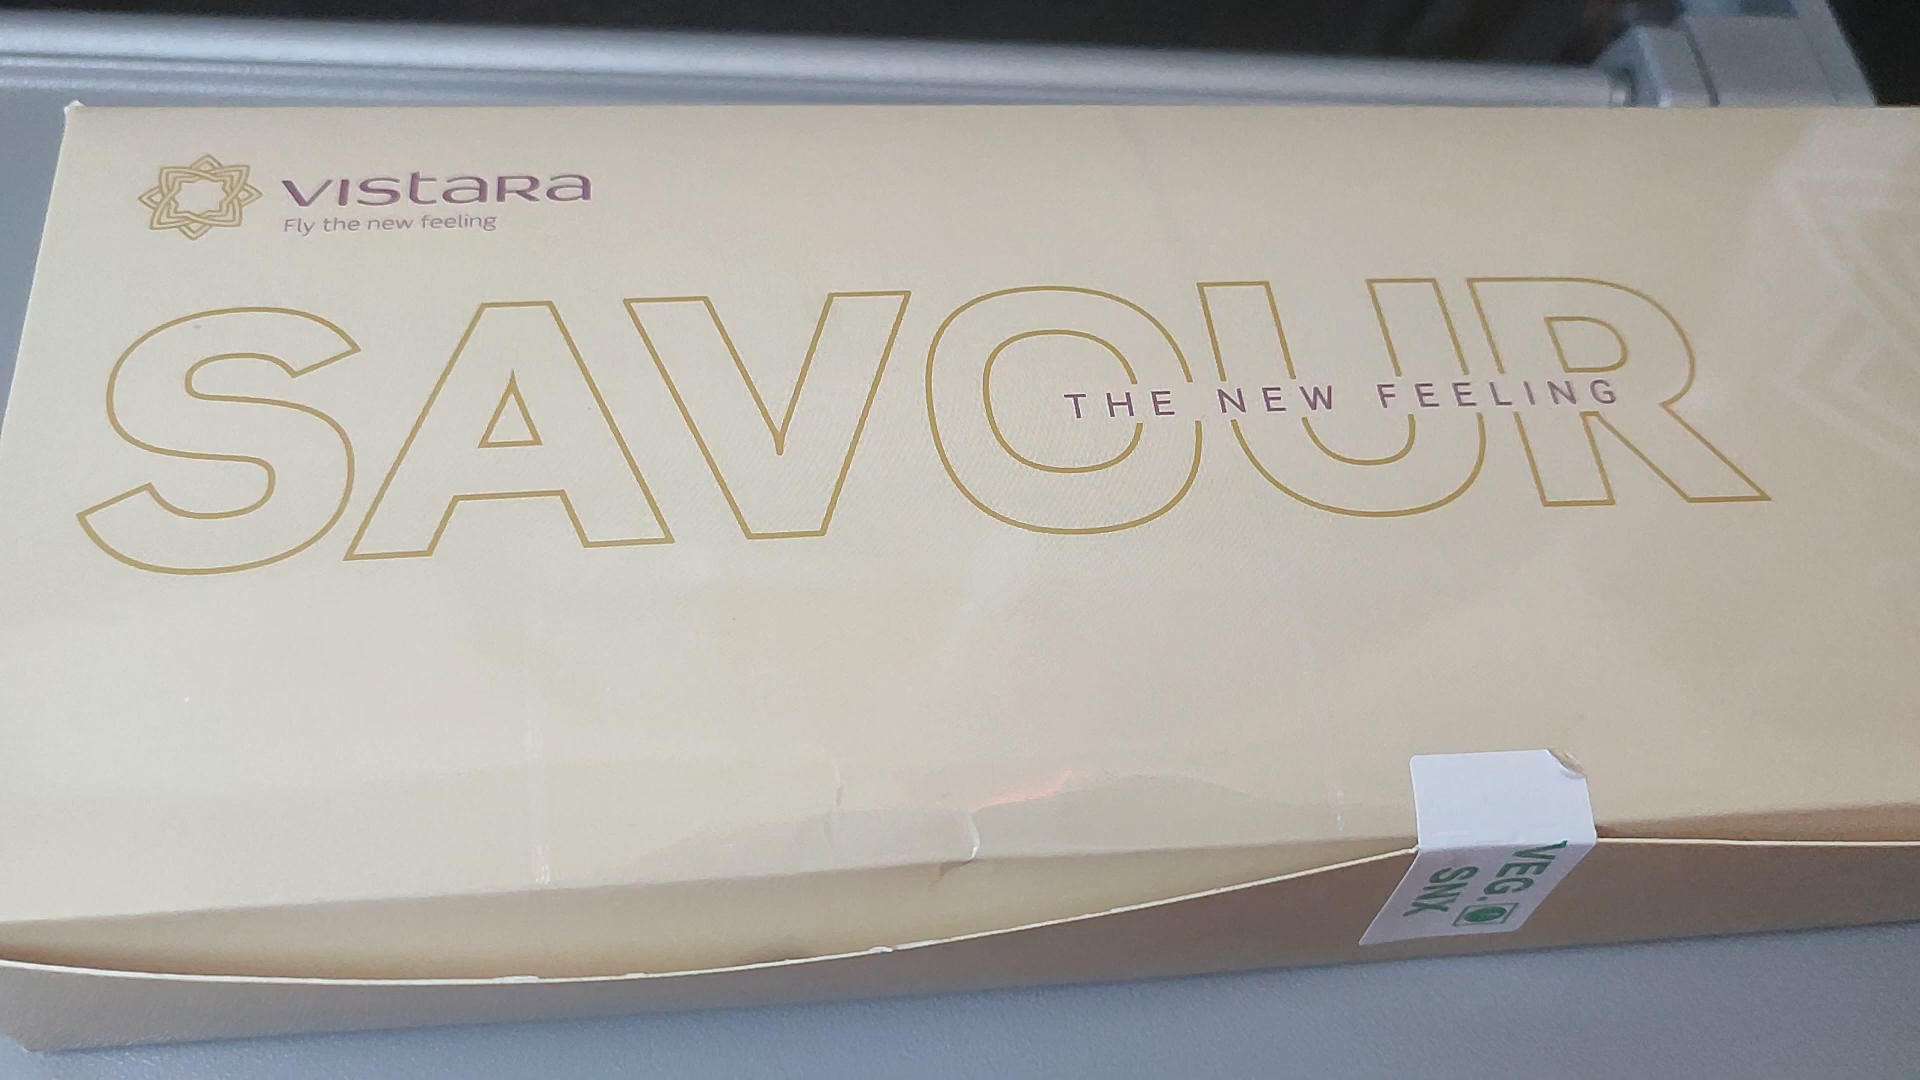 VISTARA
Fly the new feeling
SAVOUR
THE NEW FEELING
VEG.
SNX